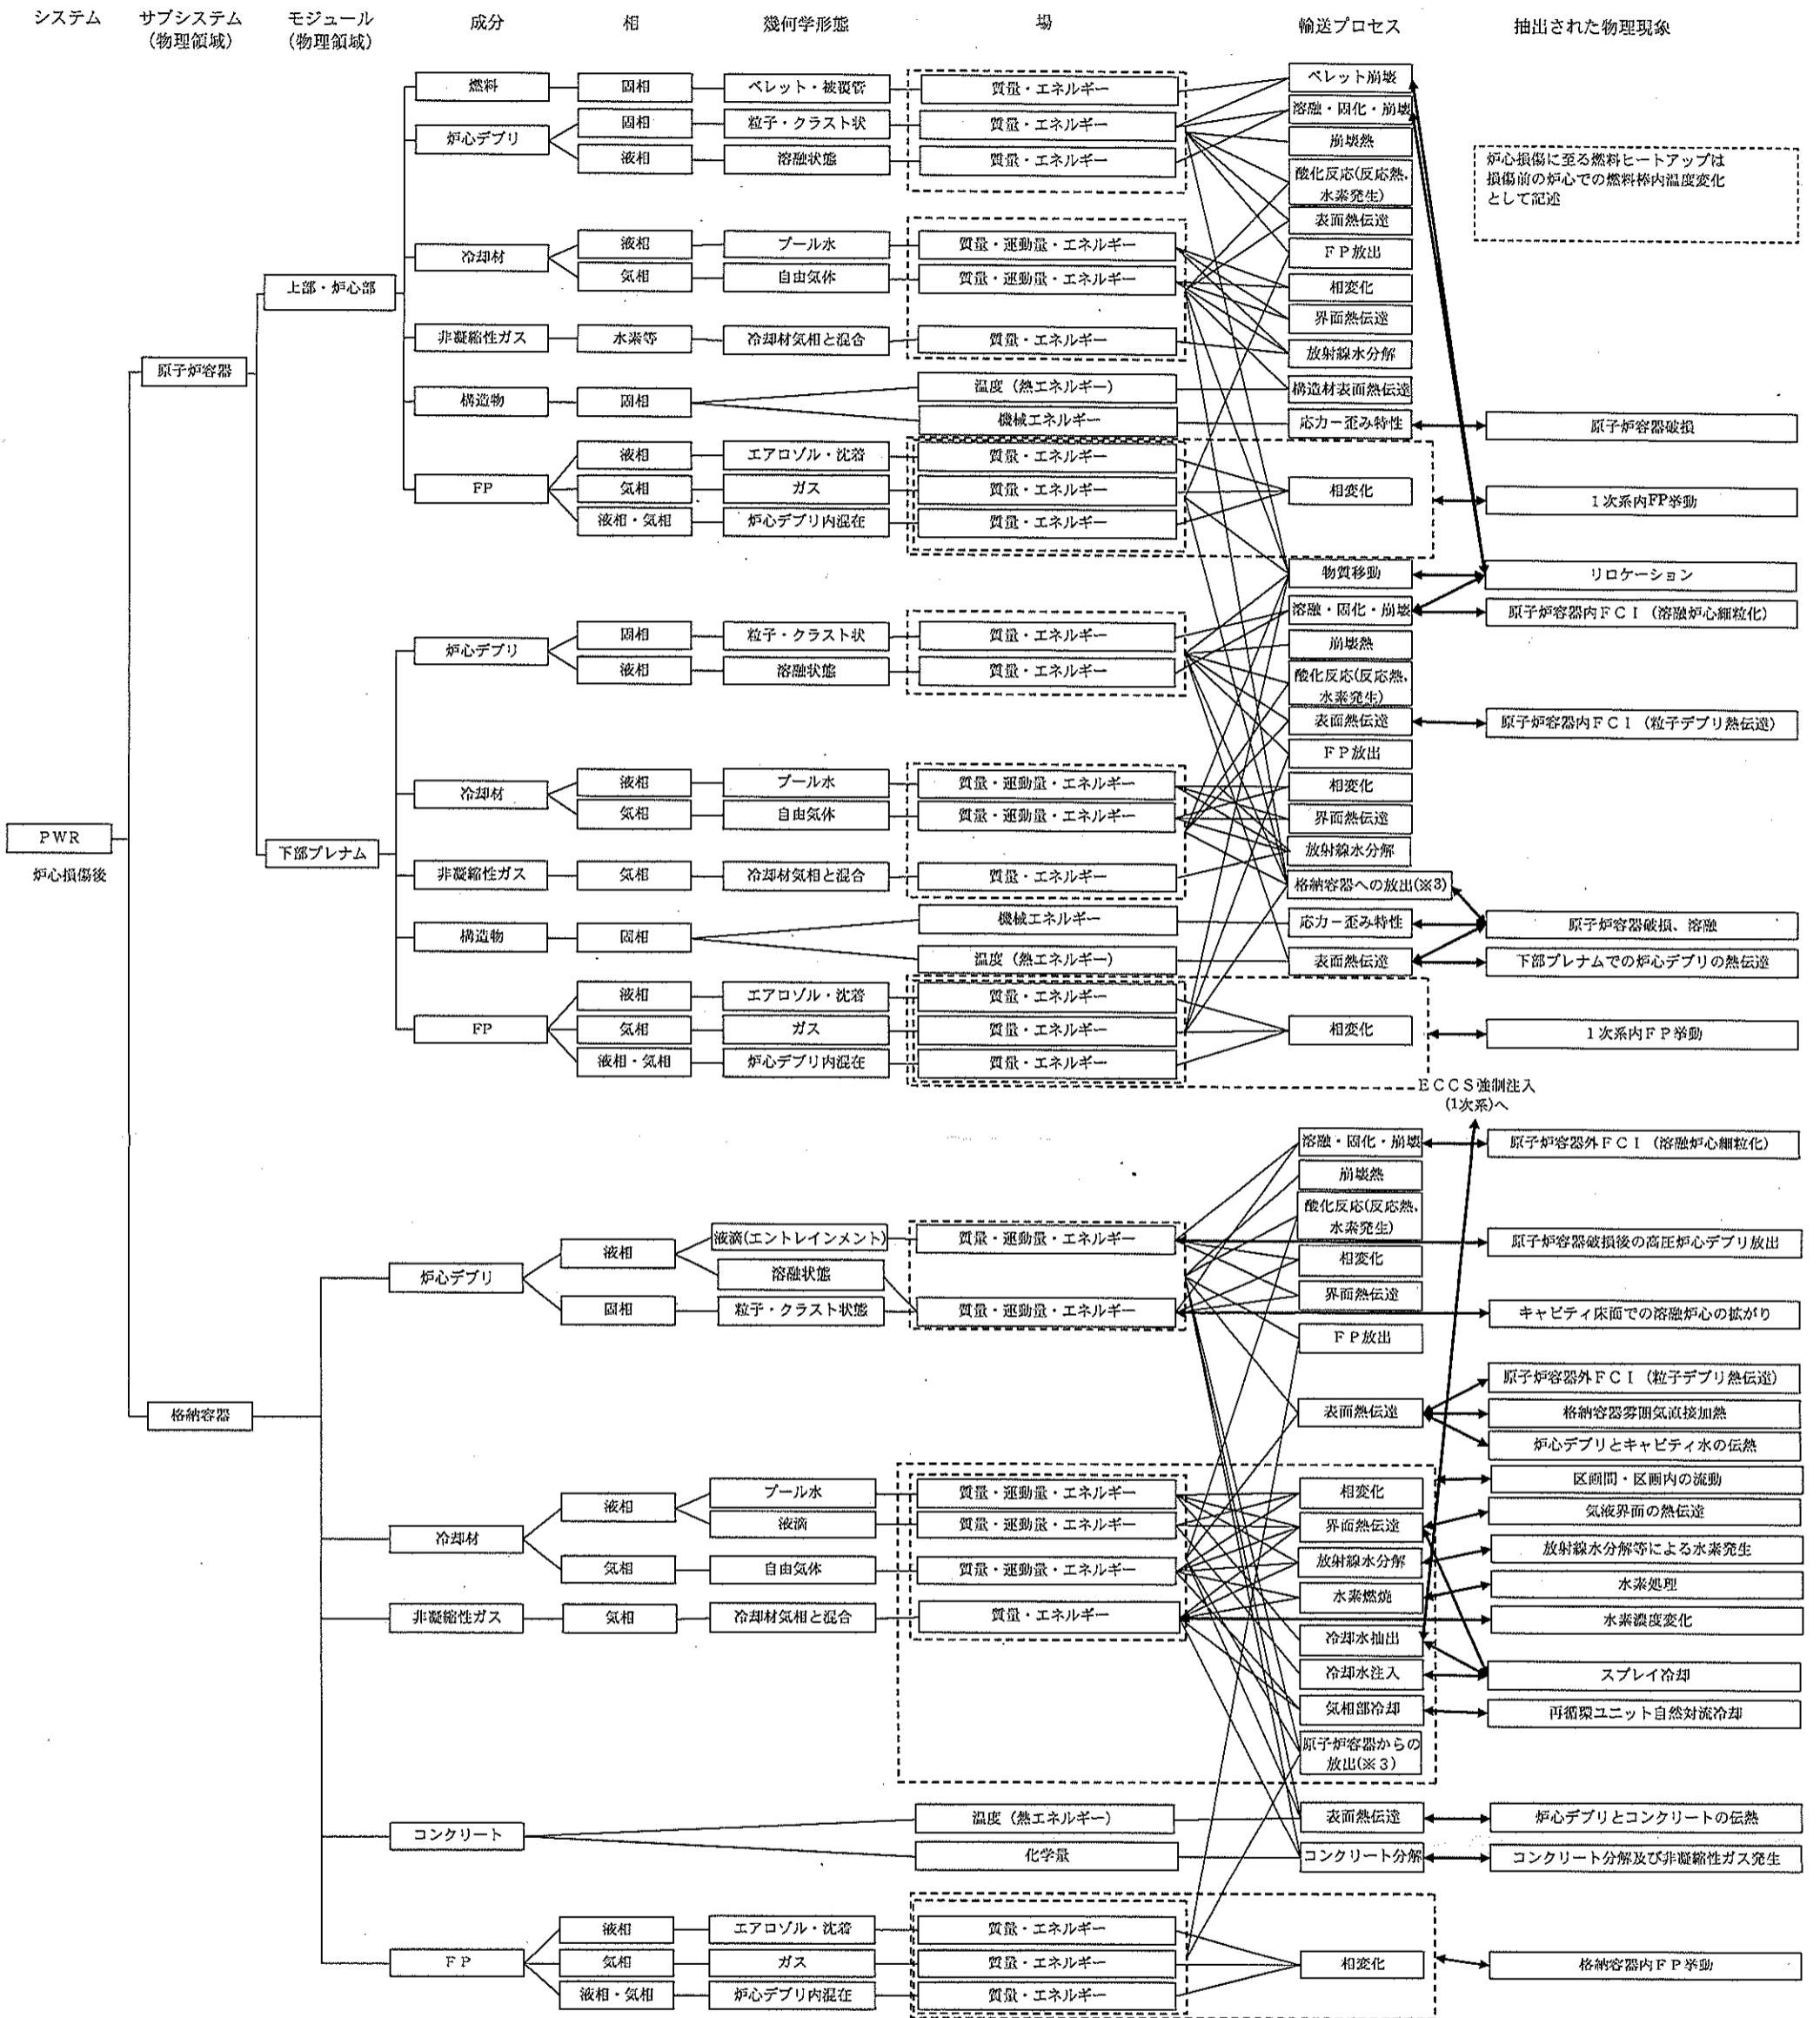 システム
サブシステム
(物理領域)
モジュール
(物理領域)
成分
相
幾何学形態
場
輸送プロセス
抽出された物理現象
燃料
固相
ペレット・被覆管
質量・エネルギー
ペレット崩壊
炉心デブリ
固相
粒子・クラスト状
質量・エネルギー
溶融・固化・崩壊
液相
溶融状態
質量・エネルギー
崩壊熱
酸化反応(反応熱,
水素発生)
炉心損傷に至る燃料ヒートアップは
損傷前の炉心での燃料棒内温度変化
として記述
表面熱伝達
冷却材
液相
プール水
質量・運動量・エネルギー
FP放出
気相
自由気体
質量・運動量・エネルギー
相変化
上部・炉心部
界面熱伝達
非凝縮性ガス
水素等
冷却材気相と混合
質量・エネルギー
放射線水分解
原子炉容器
構造物
固相
温度(熱エネルギー)
構造材表面熱伝達
機械エネルギー
応力-歪み特性
原子炉容器破損
FP
液相
エアロゾル・沈着
質量・エネルギー
気相
ガス
質量・エネルギー
相変化
1次系内FP挙動
液相・気相
炉心デブリ内混在
質量・エネルギー
物質移動
リロケーション
溶融・固化・崩壊
原子炉容器内FCI(溶融炉心細粒化)
炉心デブリ
固相
粒子・クラスト状
質量・エネルギー
崩壊熱
液相
溶融状態
質量・エネルギー
酸化反応(反応熱,
水素発生)
表面熱伝達
原子炉容器内FCI(粒子デブリ熱伝達)
FP放出
冷却材
液相
プール水
質量・運動量・エネルギー
相変化
気相
自由気体
質量・運動量・エネルギー
界面熱伝達
PWR
炉心損傷後
下部プレナム
放射線水分解
非凝縮性ガス
気相
冷却材気相と混合
質量・エネルギー
格納容器への放出(※3)
構造物
固相
機械エネルギー
応力-歪み特性
原子炉容器破損、溶融
温度(熱エネルギー)
表面熱伝達
下部プレナムでの炉心デブリの熱伝達
FP
液相
エアロゾル・沈着
質量・エネルギー
気相
ガス
質量・エネルギー
相変化
1次系内FP挙動
液相・気相
炉心デブリ内混在
質量・エネルギー
ECCS強制注入
(1次系)へ
溶融・固化・崩壊
原子炉容器外FCI(溶融炉心細粒化)
崩壊熱
酸化反応(反応熱,
水素発生)
炉心デブリ
液相
液滴(エントレインメント)
質量・運動量・エネルギー
原子炉容器破損後の高圧炉心デブリ放出
相変化
溶融状態
界面熱伝達
固相
粒子・クラスト状態
質量・運動量・エネルギー
キャビティ床面での溶融炉心の拡がり
FP放出
原子炉容器外FCI(粒子デブリ熱伝達)
格納容器
表面熱伝達
格納容器雰囲気直接加熱
炉心デブリとキャビティ水の伝熱
区画間・区画内の流動
冷却材
液相
プール水
質量・運動量・エネルギー
相変化
液滴
質量・運動量・エネルギー
界面熱伝達
気液界面の熱伝達
気相
自由気体
質量・運動量・エネルギー
放射線水分解
放射線水分解等による水素発生
水素燃焼
水素処理
非凝縮性ガス
気相
冷却材気相と混合
質量・エネルギー
水素濃度変化
冷却水抽出
冷却水注入
スプレイ冷却
気相部冷却
再循環ユニット自然対流冷却
原子炉容器からの
放出(※3)
コンクリート
温度(熱エネルギー)
表面熱伝達
炉心デブリとコンクリートの伝熱
化学量
コンクリート分解
コンクリート分解及び非凝縮性ガス発生
FP
液相
エアロゾル・沈着
質量・エネルギー
気相
ガス
質量・エネルギー
相変化
格納容器内FP挙動
液相・気相
炉心デブリ内混在
質量・エネルギー